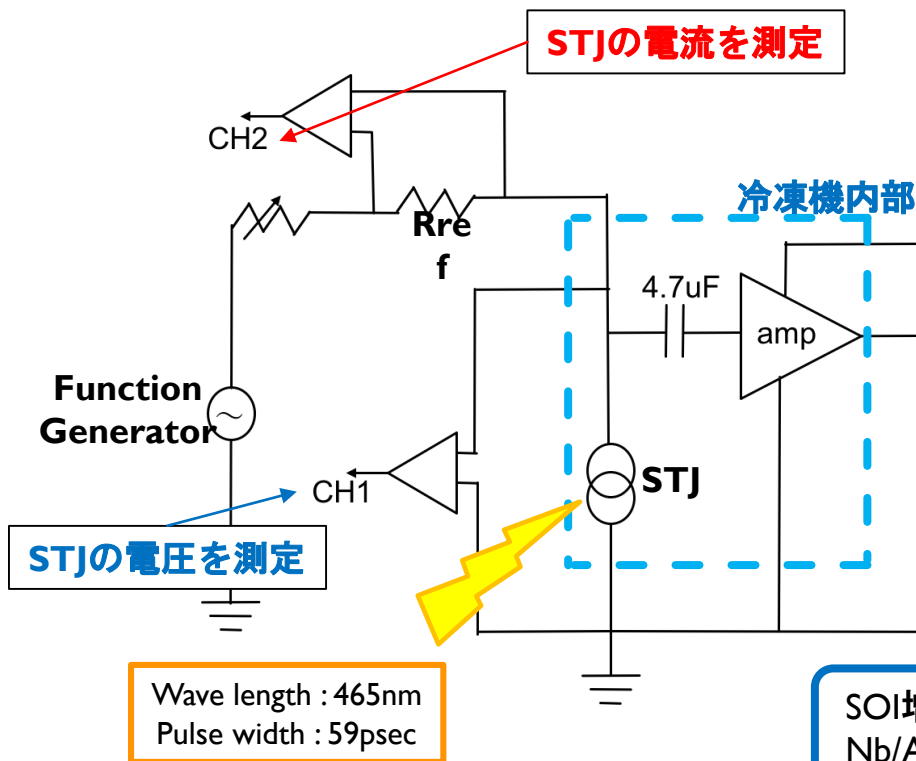 STJの電流を測定
CH2
冷凍機内部
Rre
f
4.7uF
amp
Function
Generator
STJ
CH1
STJの電圧を測定
Wave length : 465nm
Pulse width : 59psec
SOI
Nb/A